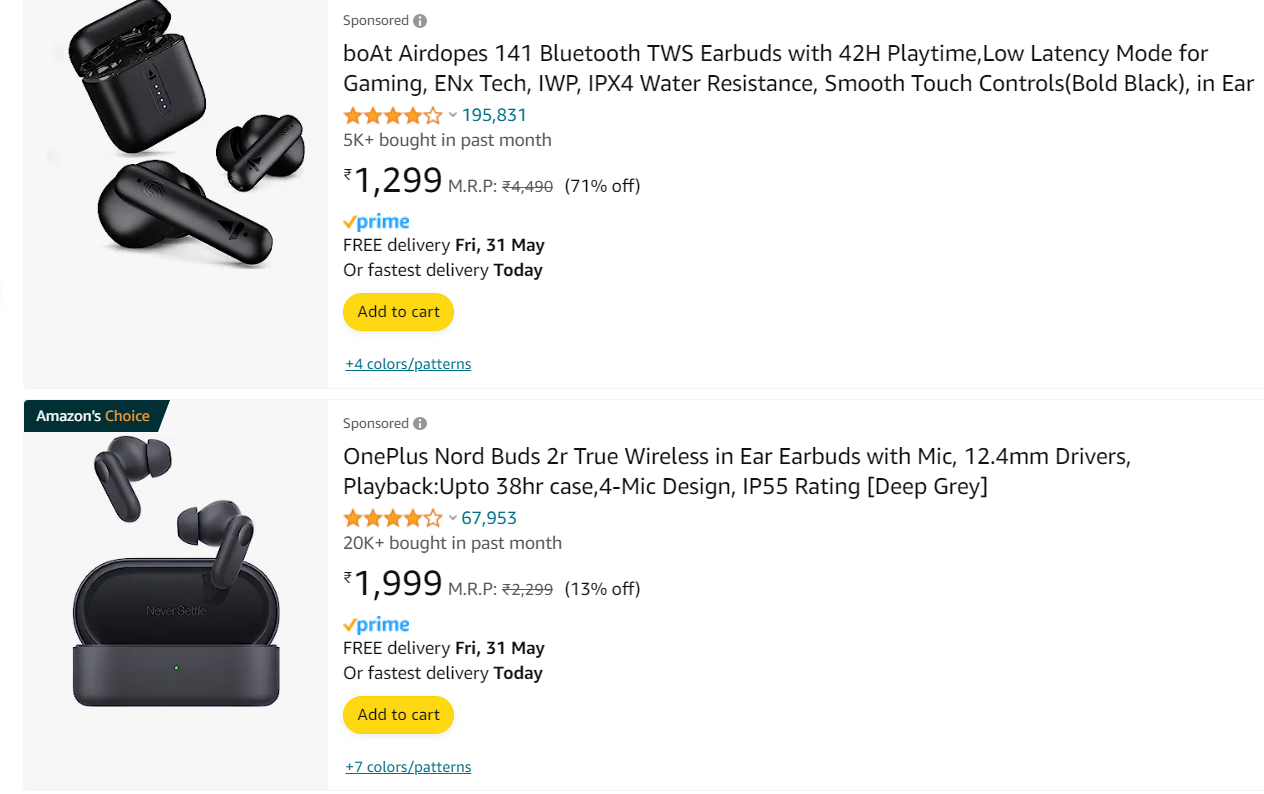 Sponsored
boAt Airdopes 141 Bluetooth TWS Earbuds with 42H Playtime,Low Latency Mode for
Gaming, ENx Tech, IWP, IPX4 Water Resistance, Smooth Touch Controls(Bold Black), in Ear
195,831
5K+ bought in past month
₹1,299 M.R.P: ₹4,490 (71% off)
prime
FREE delivery Fri, 31 May
Or fastest delivery Today
Add to cart
+4 colors/patterns
Amazon's Choice
Sponsored
OnePlus Nord Buds 2r True Wireless in Ear Earbuds with Mic, 12.4mm Drivers,
Playback:Upto 38hr case,4-Mic Design, IP55 Rating [Deep Grey]
67,953
20K+ bought in past month
Never Settle
₹1,999 M.R.P: ₹2,299 (13% off)
prime
FREE delivery Fri, 31 May
Or fastest delivery Today
Add to cart
+7 colors/patterns